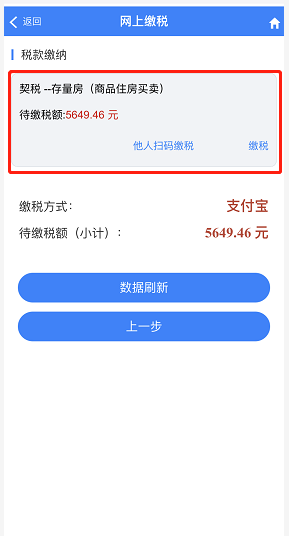 返回 网上缴税
税款缴纳
契税 --存量房（商品住房买卖）
待缴税额:5649.46 元
他人扫码缴税 缴税
缴税方式： 支付宝
待缴税额（小计）： 5649.46 元
数据刷新
上一步